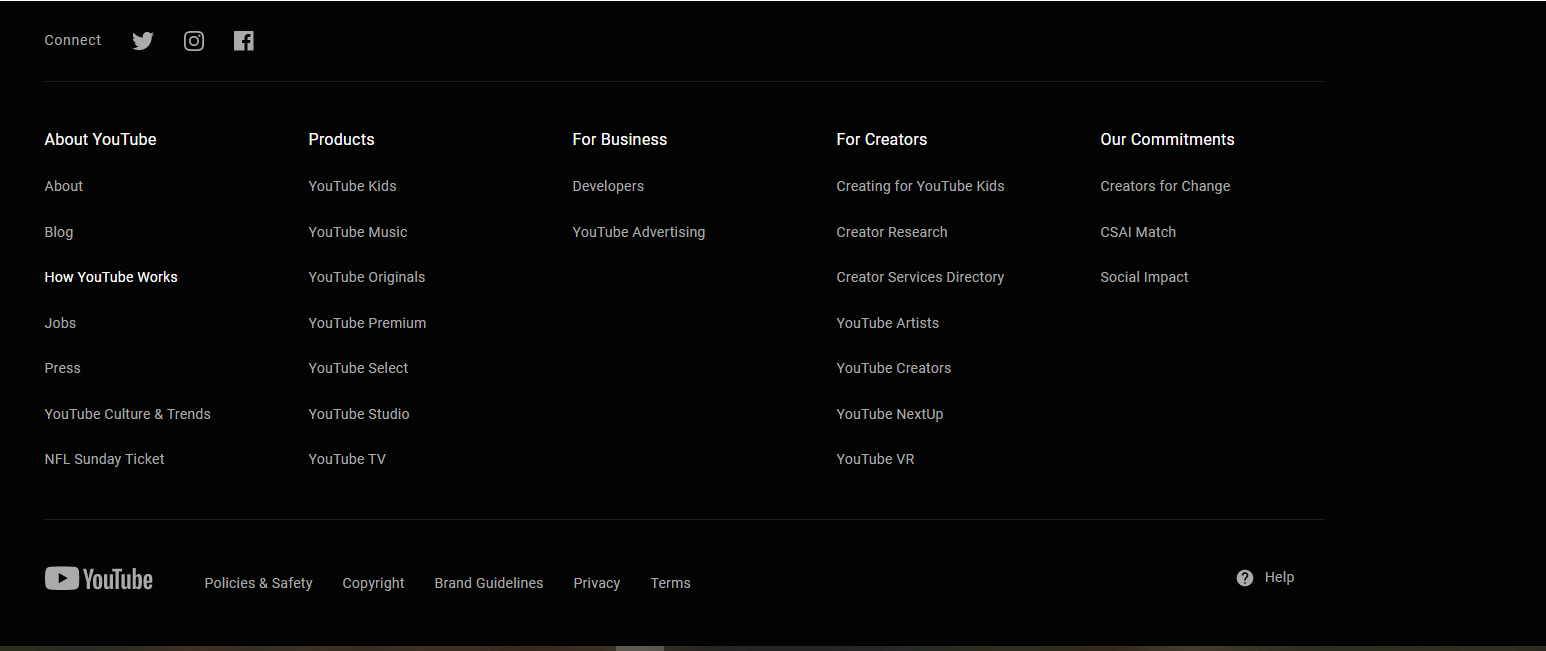 Connect
About YouTube
About
Blog
How YouTube Works
Jobs
Press
YouTube Culture & Trends
NFL Sunday Ticket
Products
YouTube Kids
YouTube Music
YouTube Originals
YouTube Premium
YouTube Select
YouTube Studio
YouTube TV
For Business
Developers
YouTube Advertising
For Creators
Creating for YouTube Kids
Creator Research
Creator Services Directory
YouTube Artists
YouTube Creators
YouTube NextUp
YouTube VR
Our Commitments
Creators for Change
CSAI Match
Social Impact
YouTube Policies & Safety Copyright Brand Guidelines Privacy Terms ? Help